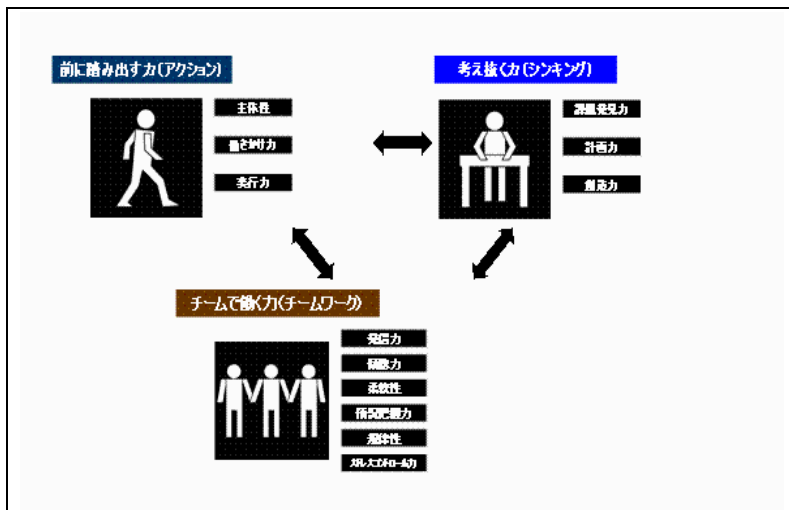 前に踏み出す力(アクション)
主体性
働きかけ力
実行力
考え抜く力(シンキング)
課題発見力
計画力
創造力
チームで働く力(チームワーク)
発信力
傾聴力
柔軟性
情況把握力
規律性
ストレスコントロール力